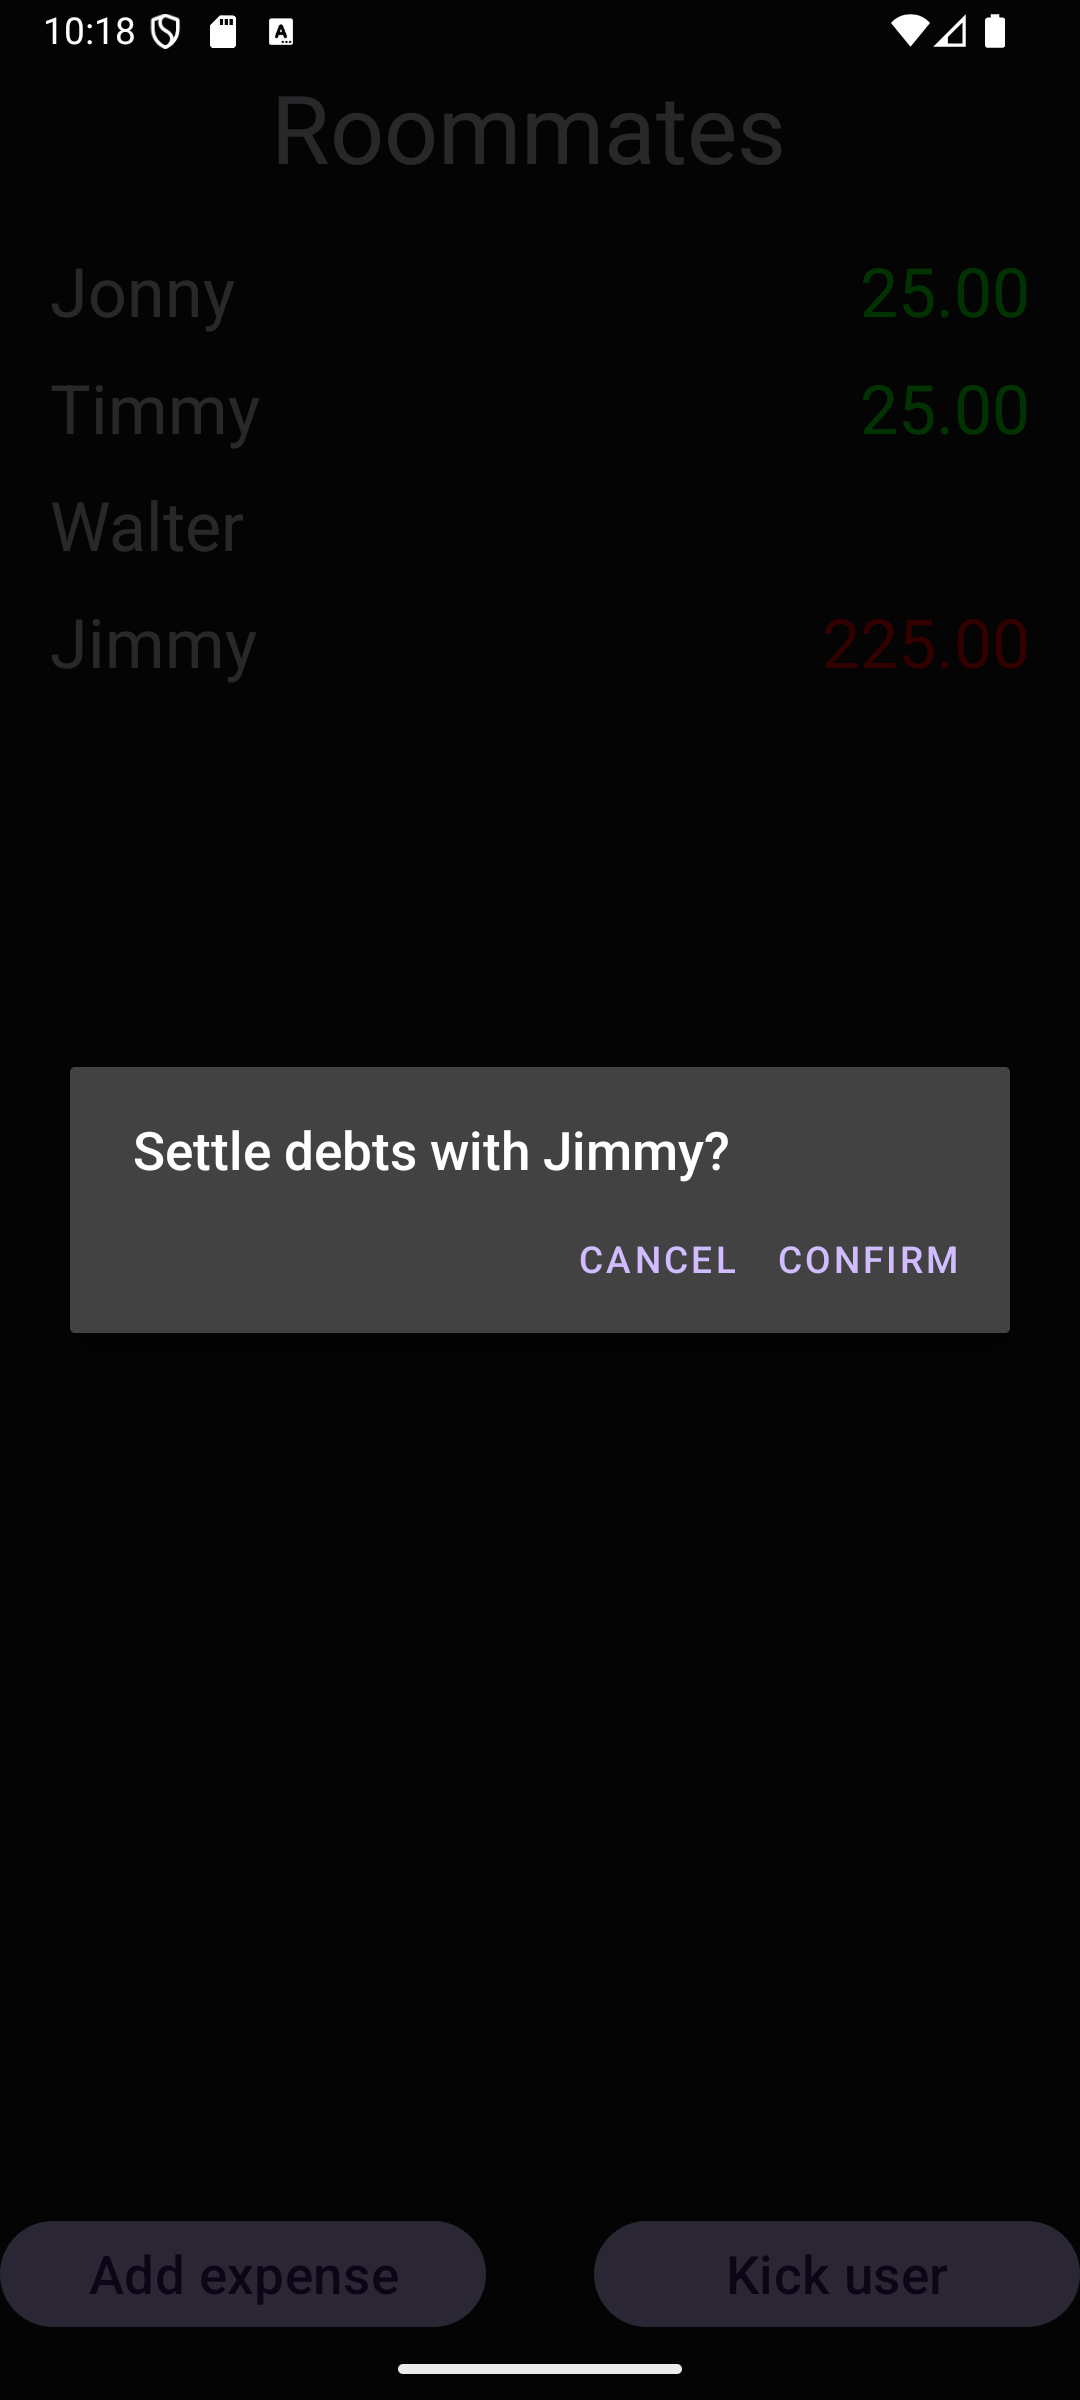 10:18
Roommates
Jonny 25.00
Timmy 25.00
Walter
Jimmy 225.00
Settle debts with Jimmy?
CANCEL CONFIRM
Add expense Kick user